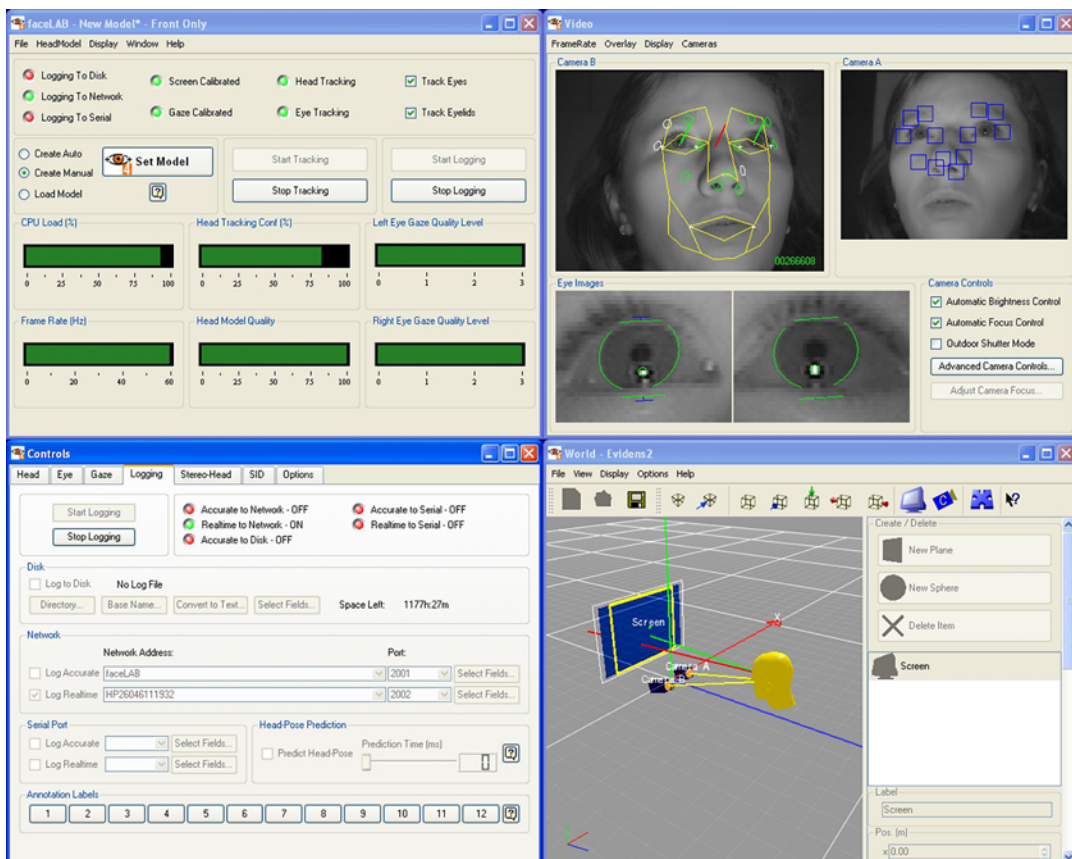 faceLAB - New Model* - Front Only
File HeadModel Display Window Help
Logging To Disk
Logging To Network
Logging To Serial
Screen Calibrated
Gaze Calibrated
Head Tracking
Eye Tracking
Track Eyes
Track Eyelids
Create Auto
Create Manual
Load Model
4
Set Model
?
Start Tracking
Stop Tracking
Start Logging
Stop Logging
CPU Load (%)
0 25 50 75 100
Head Tracking Conf (%)
0 25 50 75 100
Left Eye Gaze Quality Level
0 1 2 3
Frame Rate (Hz)
0 20 40 60
Head Model Quality
0 25 50 75 100
Right Eye Gaze Quality Level
0 1 2 3
Video
FrameRate Overlay Display Cameras
Camera B
00266608
Camera A
Eye Images
Camera Controls
Automatic Brightness Control
Automatic Focus Control
Outdoor Shutter Mode
Advanced Camera Controls...
Adjust Camera Focus...
Controls
Head Eye Gaze Logging Stereo-Head SID Options
Start Logging
Stop Logging
Accurate to Network - OFF
Realtime to Network - ON
Accurate to Disk - OFF
Accurate to Serial - OFF
Realtime to Serial - OFF
Disk
Log to Disk No Log File
Directory... Base Name... Convert to Text... Select Fields... Space Left: 1177h:27m
Network
Network Address: Port:
Log Accurate faceLAB 2001 Select Fields...
Log Realtime HP26046111932 2002 Select Fields...
Serial Port
Log Accurate Select Fields...
Log Realtime Select Fields...
Head-Pose Prediction
Predict Head-Pose
Prediction Time (ms)
0
?
Annotation Labels
1 2 3 4 5 6 7 8 9 10 11 12 ?
World - Evidens2
File View Display Options Help
C
?
Screen
X
Camera A
Camera B
Create / Delete
New Plane
New Sphere
Delete Item
Screen
Label
Screen
Pos. (m)
x 0.00